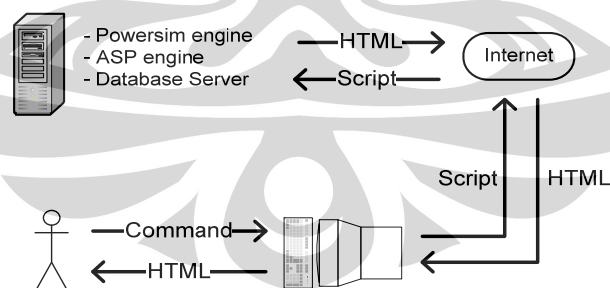 - Powersim engine
- ASP engine
- Database Server
HTML
Script
Internet
Script
HTML
Command
HTML